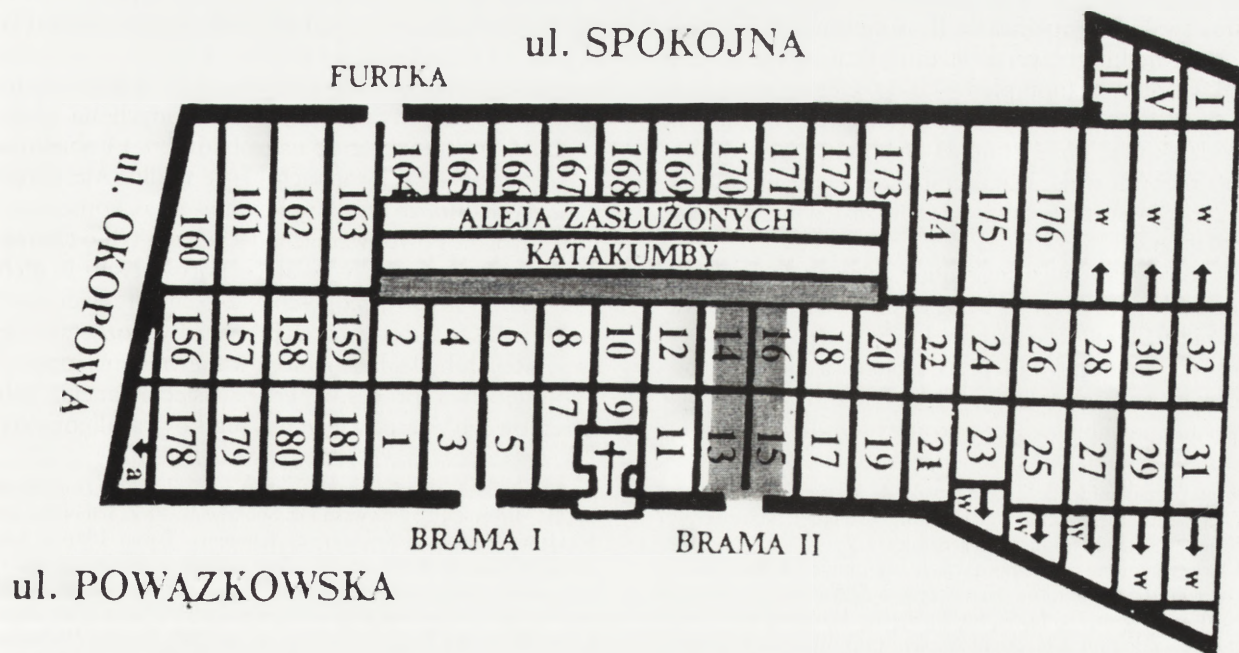 ul. SPOKOJNA
FURTKA
II
IV
I
ul. OKOPOWA
160
161
162
163
164
165
166
167
168
169
170
171
172
173
174
175
176
w
w
w
ALEJA ZASŁUŻONYCH
KATAKUMBY
156
157
158
159
2
4
6
8
10
12
14
16
18
20
22
24
26
28
30
32
a
178
179
180
181
1
3
5
7
9
11
13
15
17
19
21
23
25
27
29
31
w
w
w
w
w
BRAMA I
BRAMA II
ul. POWĄZKOWSKA